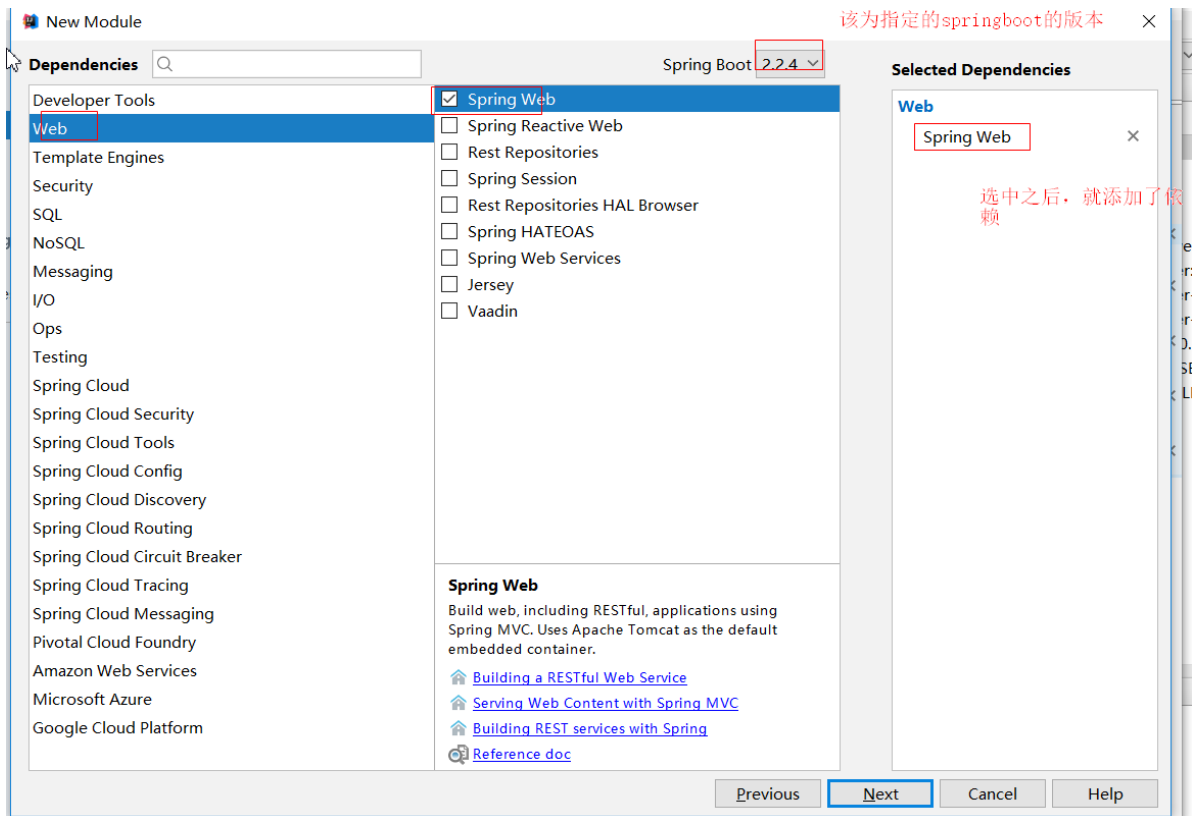 New Module
该为指定的springboot的版本
Dependencies
Spring Boot 2.2.4
Selected Dependencies
Developer Tools
Web
Template Engines
Security
SQL
NoSQL
Messaging
I/O
Ops
Testing
Spring Cloud
Spring Cloud Security
Spring Cloud Tools
Spring Cloud Config
Spring Cloud Discovery
Spring Cloud Routing
Spring Cloud Circuit Breaker
Spring Cloud Tracing
Spring Cloud Messaging
Pivotal Cloud Foundry
Amazon Web Services
Microsoft Azure
Google Cloud Platform
Spring Web
Spring Reactive Web
Rest Repositories
Spring Session
Rest Repositories HAL Browser
Spring HATEOAS
Spring Web Services
Jersey
Vaadin
Spring Web
Build web, including RESTful, applications using
Spring MVC. Uses Apache Tomcat as the default
embedded container.
Building a RESTful Web Service
Serving Web Content with Spring MVC
Building REST services with Spring
Reference doc
Web
Spring Web
选中之后，就添加了依
赖
Previous
Next
Cancel
Help